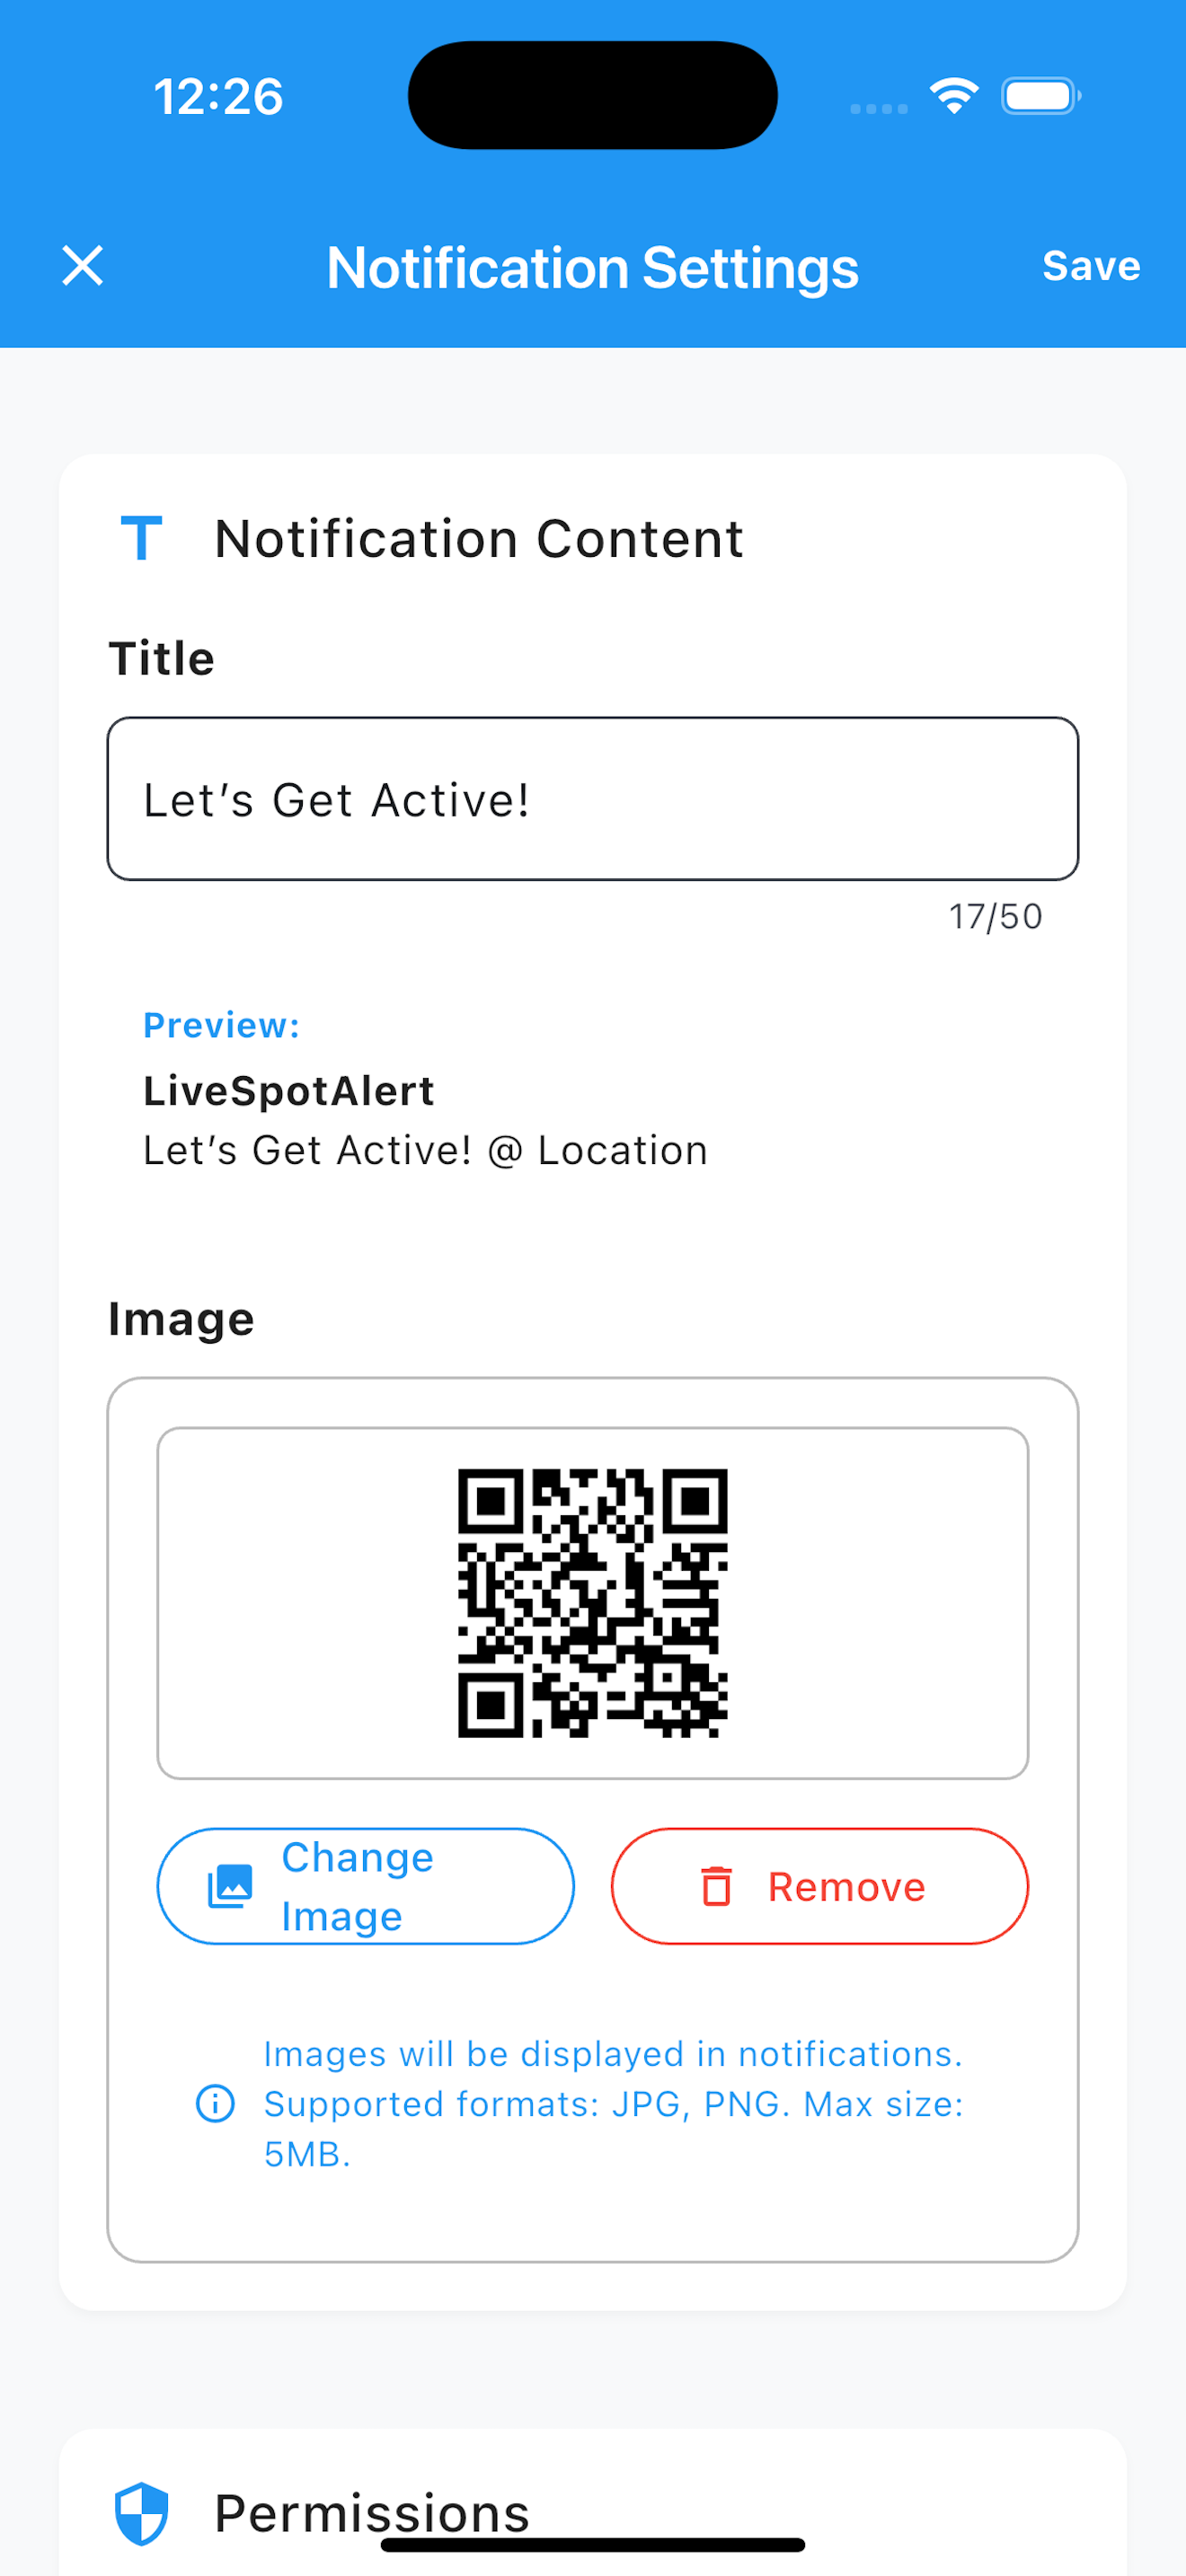 12:26
Notification Settings
Save
Notification Content
Title
Let’s Get Active!
17/50
Preview:
LiveSpotAlert
Let’s Get Active! @ Location
Image
Change
Image
Remove
Images will be displayed in notifications.
Supported formats: JPG, PNG. Max size:
5MB.
Permissions